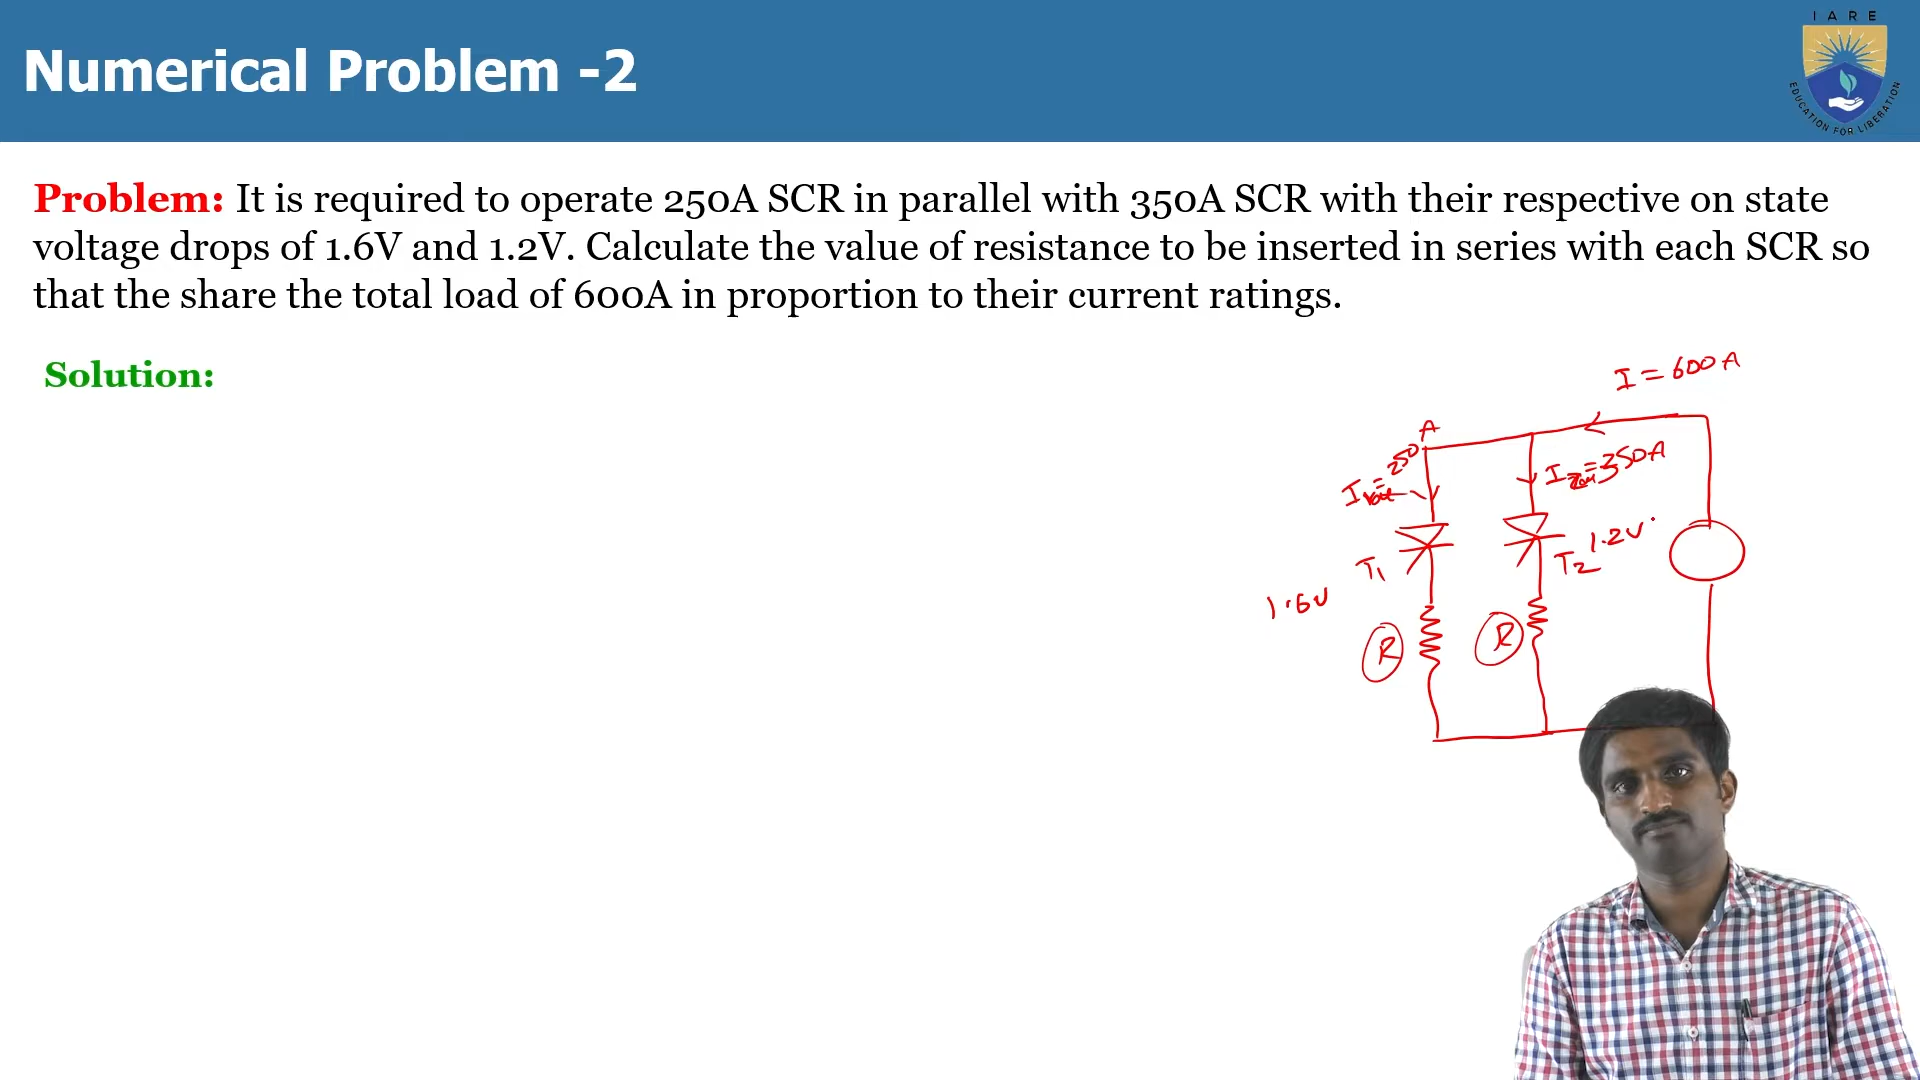 Numerical Problem -2
IARE
EDUCATION FOR LIBERATION
Problem: It is required to operate 250A SCR in parallel with 350A SCR with their respective on state
voltage drops of 1.6V and 1.2V. Calculate the value of resistance to be inserted in series with each SCR so
that the share the total load of 600A in proportion to their current ratings.
Solution:
I = 600A
A
250
I
I = 350A
1.2V
T1
T2
1.6V
R
R